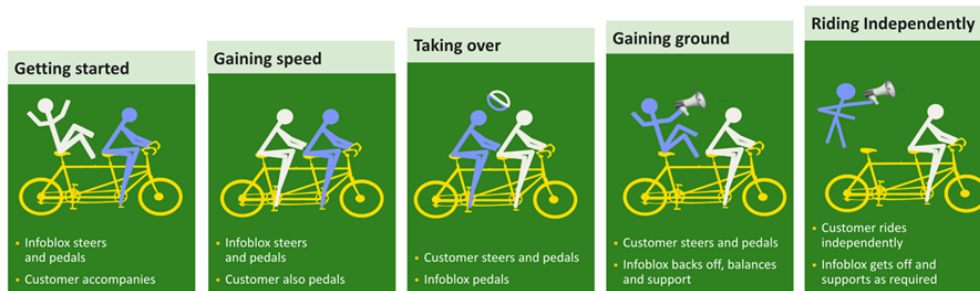 Getting started
• Infoblox steers
and pedals
• Customer accompanies
Gaining speed
• Infoblox steers
and pedals
• Customer also pedals
Taking over
• Customer steers and pedals
• Infoblox pedals
Gaining ground
• Customer steers and pedals
• Infoblox backs off, balances
and support
Riding Independently
• Customer rides
independently
• Infoblox gets off and
supports as required